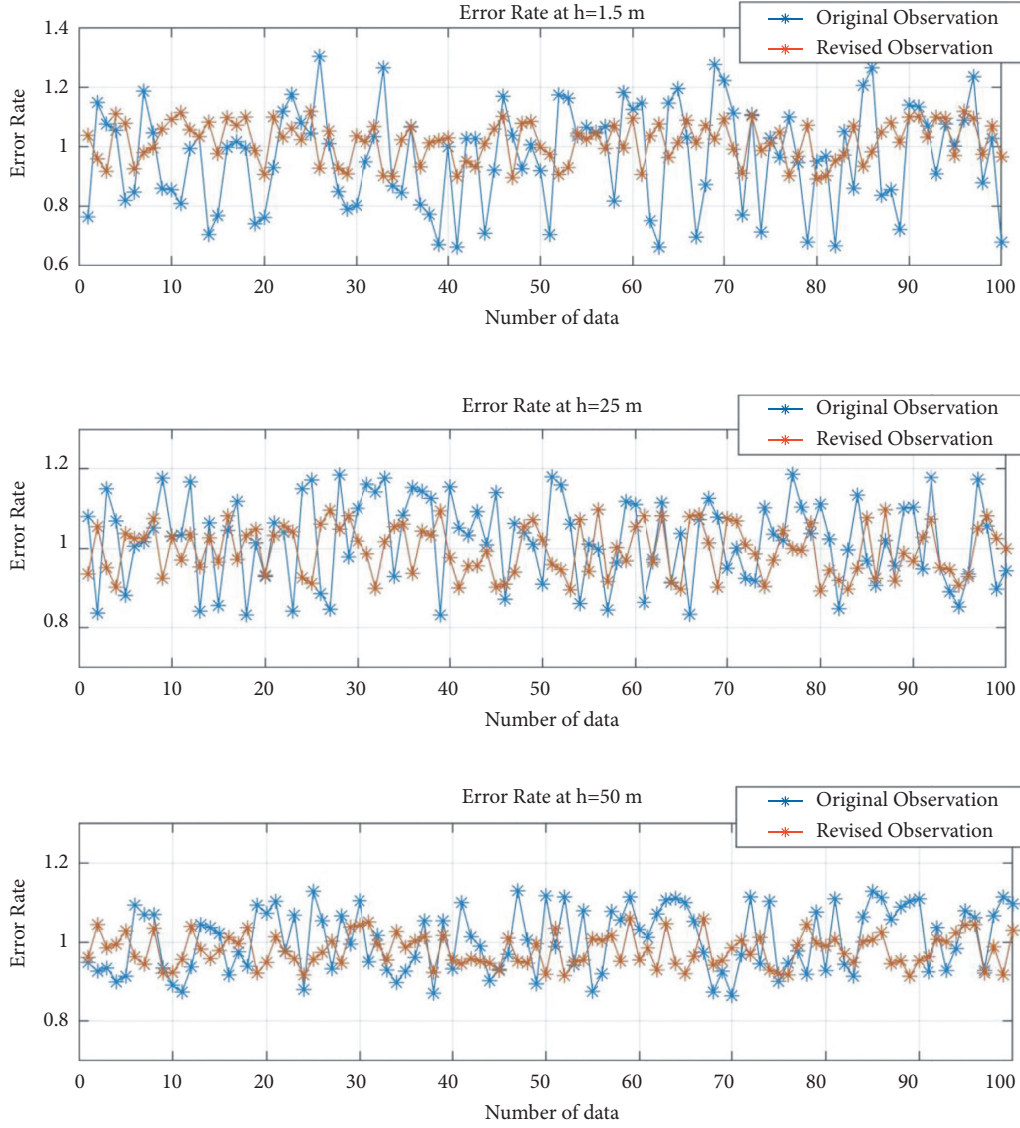 Error Rate at h=1.5 m
Original Observation
Revised Observation
1.4
1.2
1
0.8
0.6
Error Rate
0 10 20 30 40 50 60 70 80 90 100
Number of data
Error Rate at h=25 m
Original Observation
Revised Observation
1.2
1
0.8
Error Rate
0 10 20 30 40 50 60 70 80 90 100
Number of data
Error Rate at h=50 m
Original Observation
Revised Observation
1.2
1
0.8
Error Rate
0 10 20 30 40 50 60 70 80 90 100
Number of data